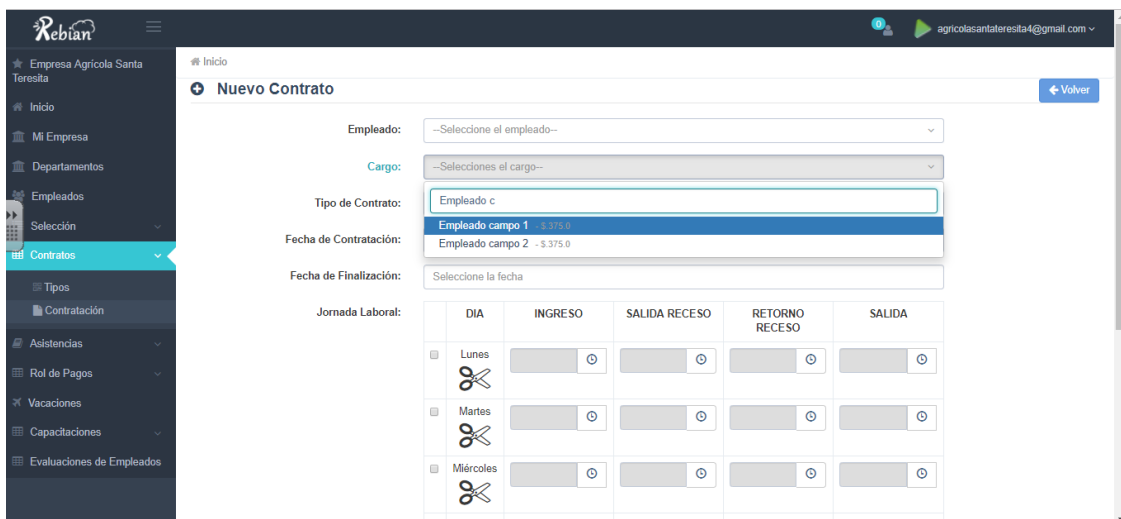 Rebian
0
agricolasantateresita4@gmail.com
Empresa Agrícola Santa
Teresita
Inicio
Mi Empresa
Departamentos
Empleados
Selección
Contratos
Tipos
Contratación
Asistencias
Rol de Pagos
Vacaciones
Capacitaciones
Evaluaciones de Empleados
Inicio
Nuevo Contrato
Volver
Empleado: --Seleccione el empleado--
Cargo: --Selecciones el cargo--
Empleado c
Empleado campo 1 - $.375.0
Empleado campo 2 - $.375.0
Tipo de Contrato:
Fecha de Contratación:
Fecha de Finalización: Seleccione la fecha
Jornada Laboral:
DIA INGRESO SALIDA RECESO RETORNO RECESO SALIDA
Lunes
Martes
Miércoles